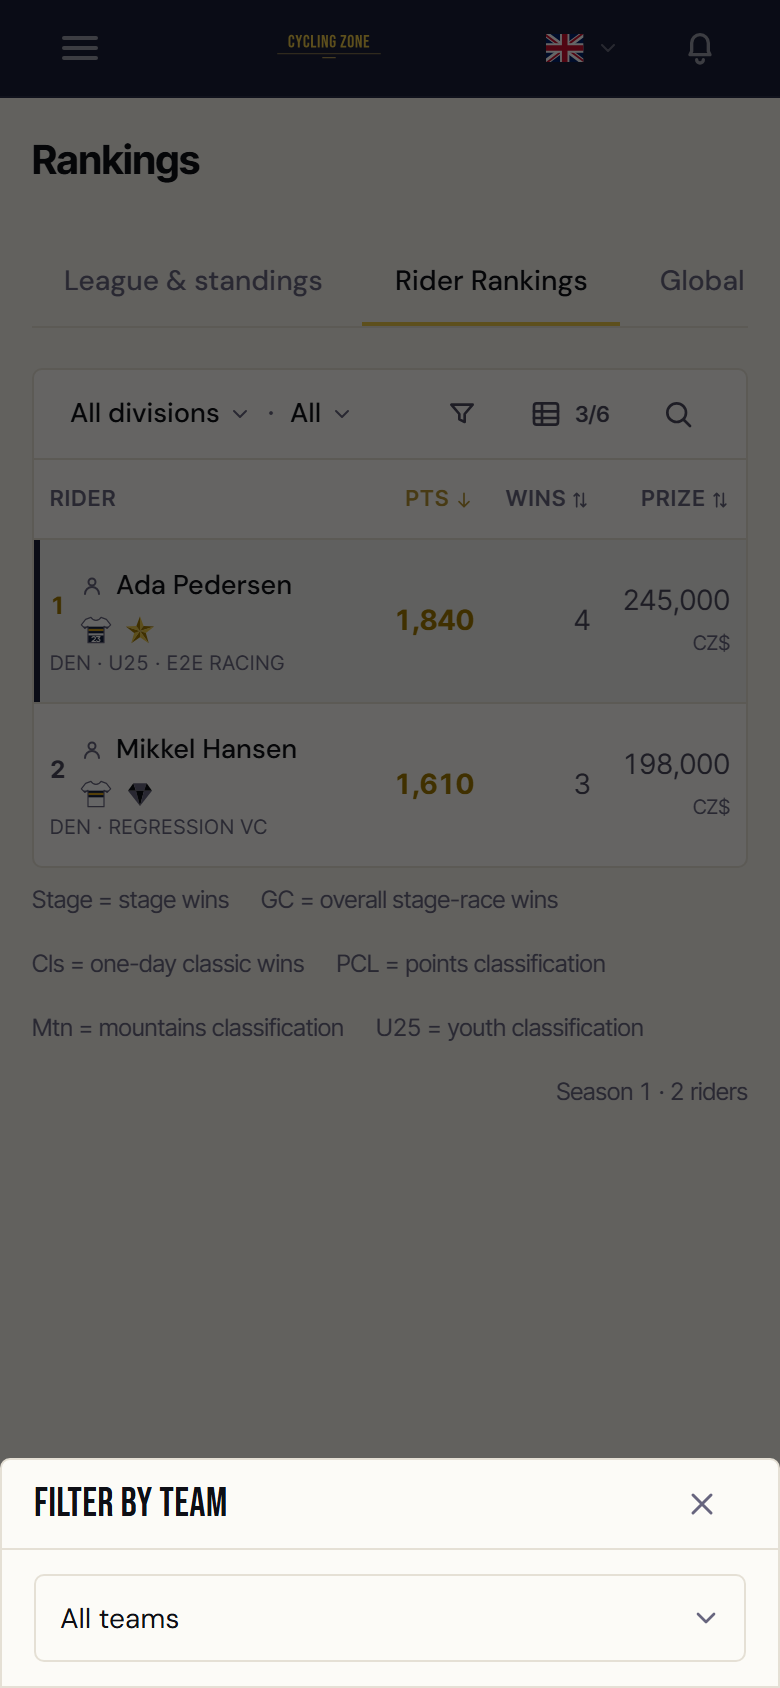 CYCLING ZONE
Rankings
League & standings Rider Rankings Global
All divisions · All 3/6
RIDER PTS ↓ WINS ↑↓ PRIZE ↑↓
1 Ada Pedersen 1,840 4 245,000 CZ$
23
DEN · U25 · E2E RACING
2 Mikkel Hansen 1,610 3 198,000 CZ$
DEN · REGRESSION VC
Stage = stage wins GC = overall stage-race wins
Cls = one-day classic wins PCL = points classification
Mtn = mountains classification U25 = youth classification
Season 1 · 2 riders
FILTER BY TEAM
All teams